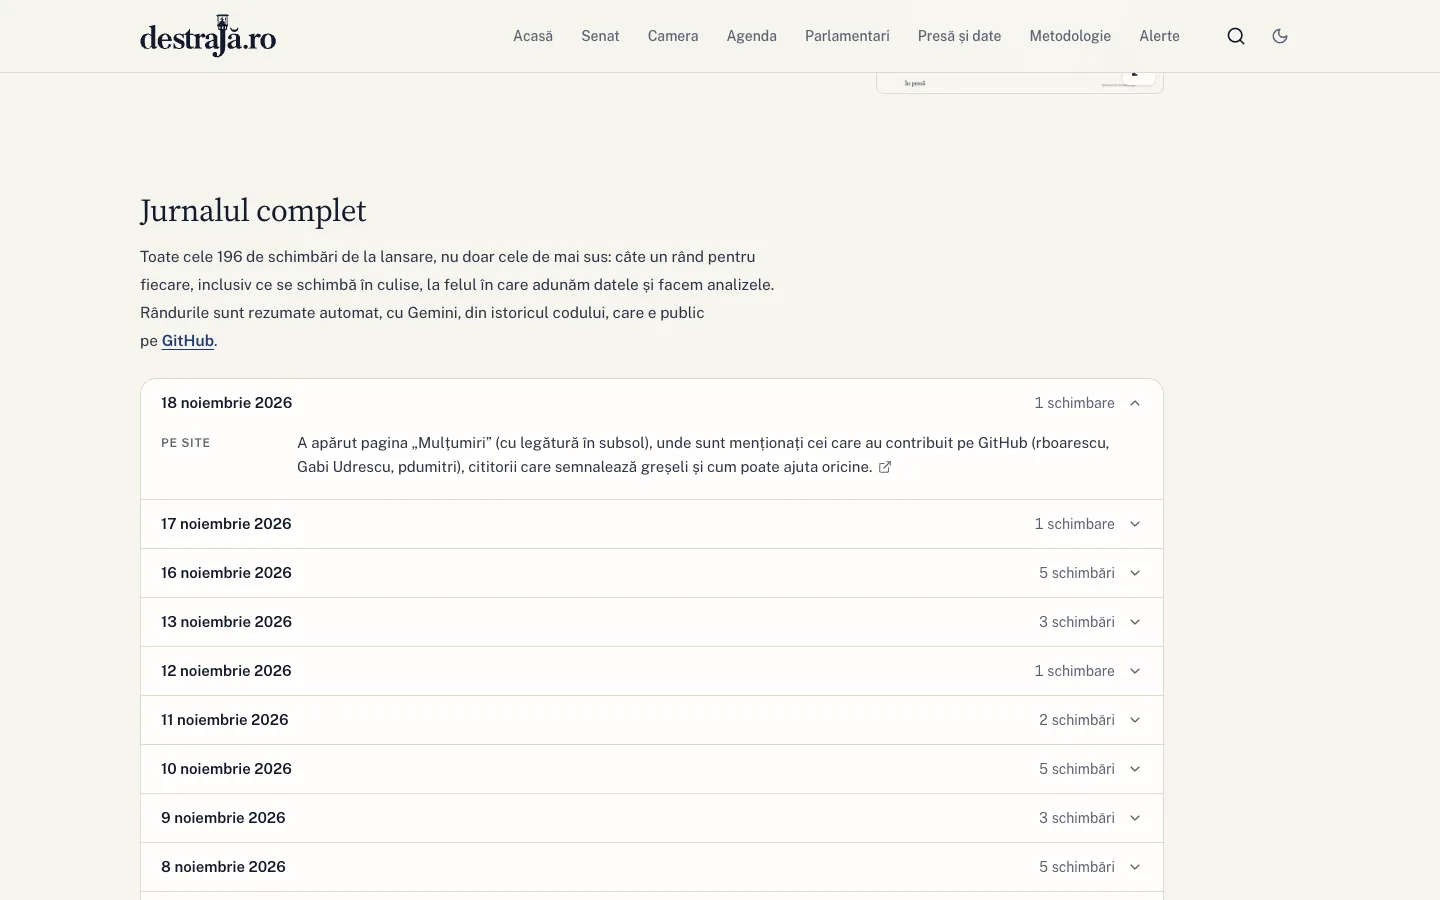 destrajă.ro
Acasă
Senat
Camera
Agenda
Parlamentari
Presă și date
Metodologie
Alerte
În presă
Jurnalul complet
Toate cele 196 de schimbări de la lansare, nu doar cele de mai sus: câte un rând pentru
fiecare, inclusiv ce se schimbă în culise, la felul în care adunăm datele și facem analizele.
Rândurile sunt rezumate automat, cu Gemini, din istoricul codului, care e public
pe GitHub.
18 noiembrie 2026
1 schimbare
PE SITE
A apărut pagina „Mulțumiri” (cu legătură în subsol), unde sunt menționați cei care au contribuit pe GitHub (rboarescu,
Gabi Udrescu, pdumitri), cititorii care semnalează greșeli și cum poate ajuta oricine.
17 noiembrie 2026
1 schimbare
16 noiembrie 2026
5 schimbări
13 noiembrie 2026
3 schimbări
12 noiembrie 2026
1 schimbare
11 noiembrie 2026
2 schimbări
10 noiembrie 2026
5 schimbări
9 noiembrie 2026
3 schimbări
8 noiembrie 2026
5 schimbări